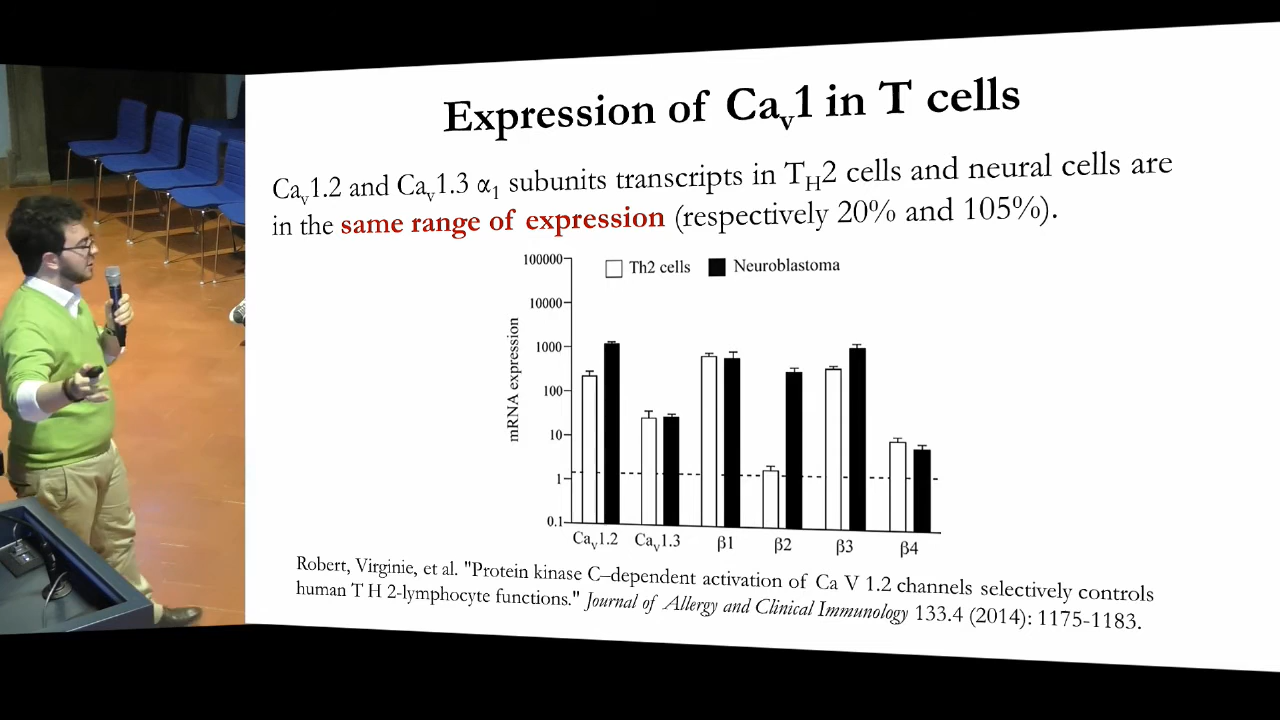 Expression of Caᵥ1 in T cells
Caᵥ1.2 and Caᵥ1.3 α₁ subunits transcripts in T_H2 cells and neural cells are
in the same range of expression (respectively 20% and 105%).
Th2 cells
Neuroblastoma
mRNA expression
100000
10000
1000
100
10
1
0.1
Caᵥ1.2 Caᵥ1.3 β1 β2 β3 β4
Robert, Virginie, et al. "Protein kinase C–dependent activation of Ca V 1.2 channels selectively controls
human T H 2-lymphocyte functions." Journal of Allergy and Clinical Immunology 133.4 (2014): 1175-1183.